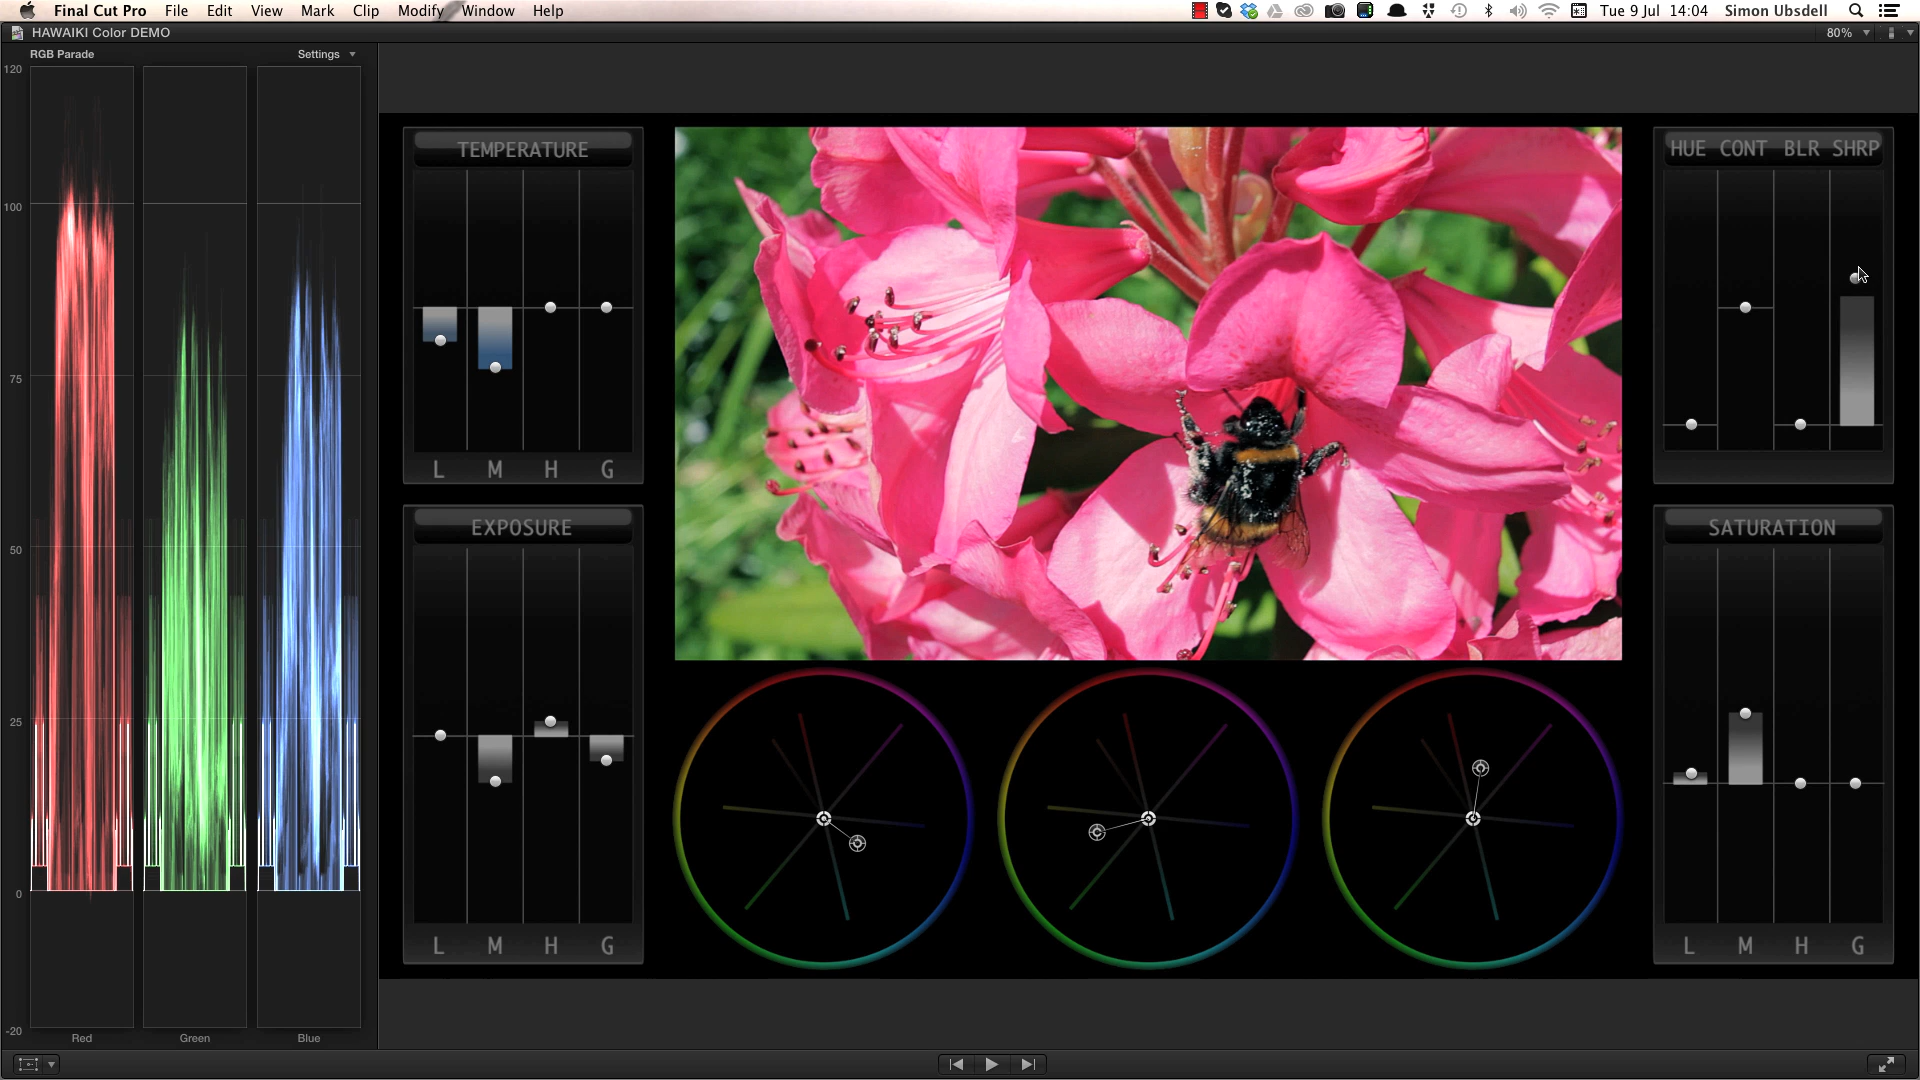 Final Cut Pro File Edit View Mark Clip Modify Window Help Tue 9 Jul 14:04 Simon Ubsdell
HAWAIKI Color DEMO 80%
RGB Parade Settings
120
100
75
50
25
0
-20
Red Green Blue
TEMPERATURE
L M H G
EXPOSURE
L M H G
HUE CONT BLR SHRP
SATURATION
L M H G